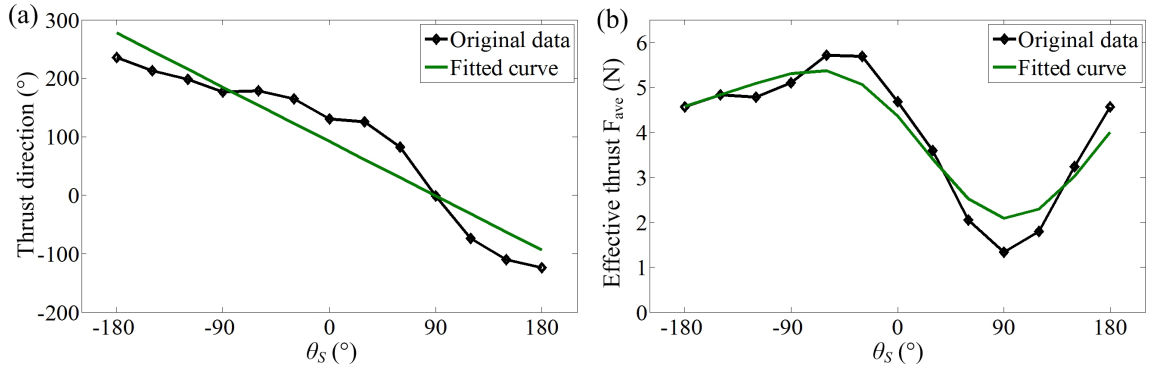 (a)
300
200
100
0
-100
-200
Thrust direction (°)
Original data
Fitted curve
-180 -90 0 90 180
θS (°)
(b)
6
5
4
3
2
1
0
Effective thrust Fave (N)
Original data
Fitted curve
-180 -90 0 90 180
θS (°)